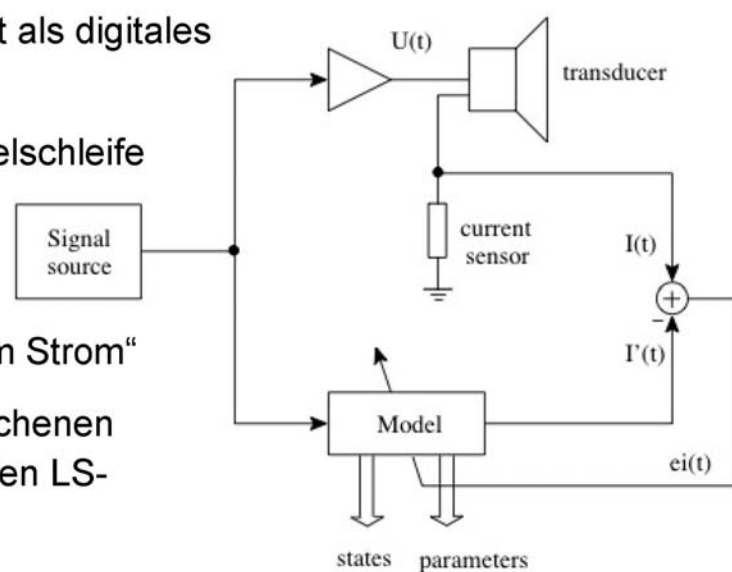 t als digitales
elschleife
m Strom“
chenen
en LS-
U(t)
transducer
Signal
source
current
sensor
I(t)
+
-
I'(t)
Model
ei(t)
states parameters